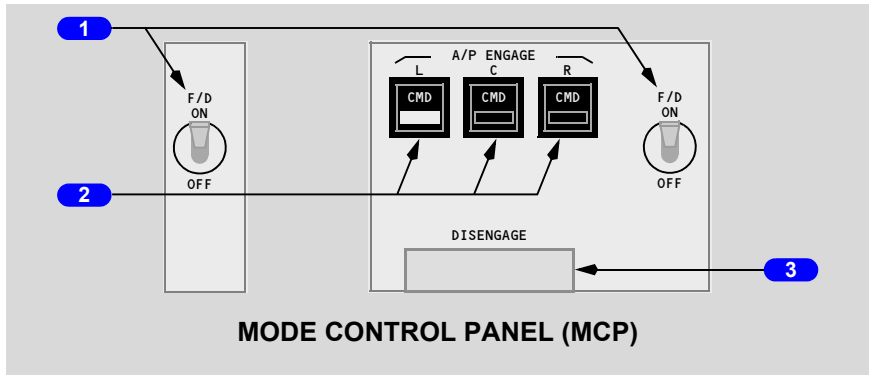 1
A/P ENGAGE
L C R
CMD CMD CMD
F/D
ON
OFF
F/D
ON
OFF
2
DISENGAGE
3
MODE CONTROL PANEL (MCP)